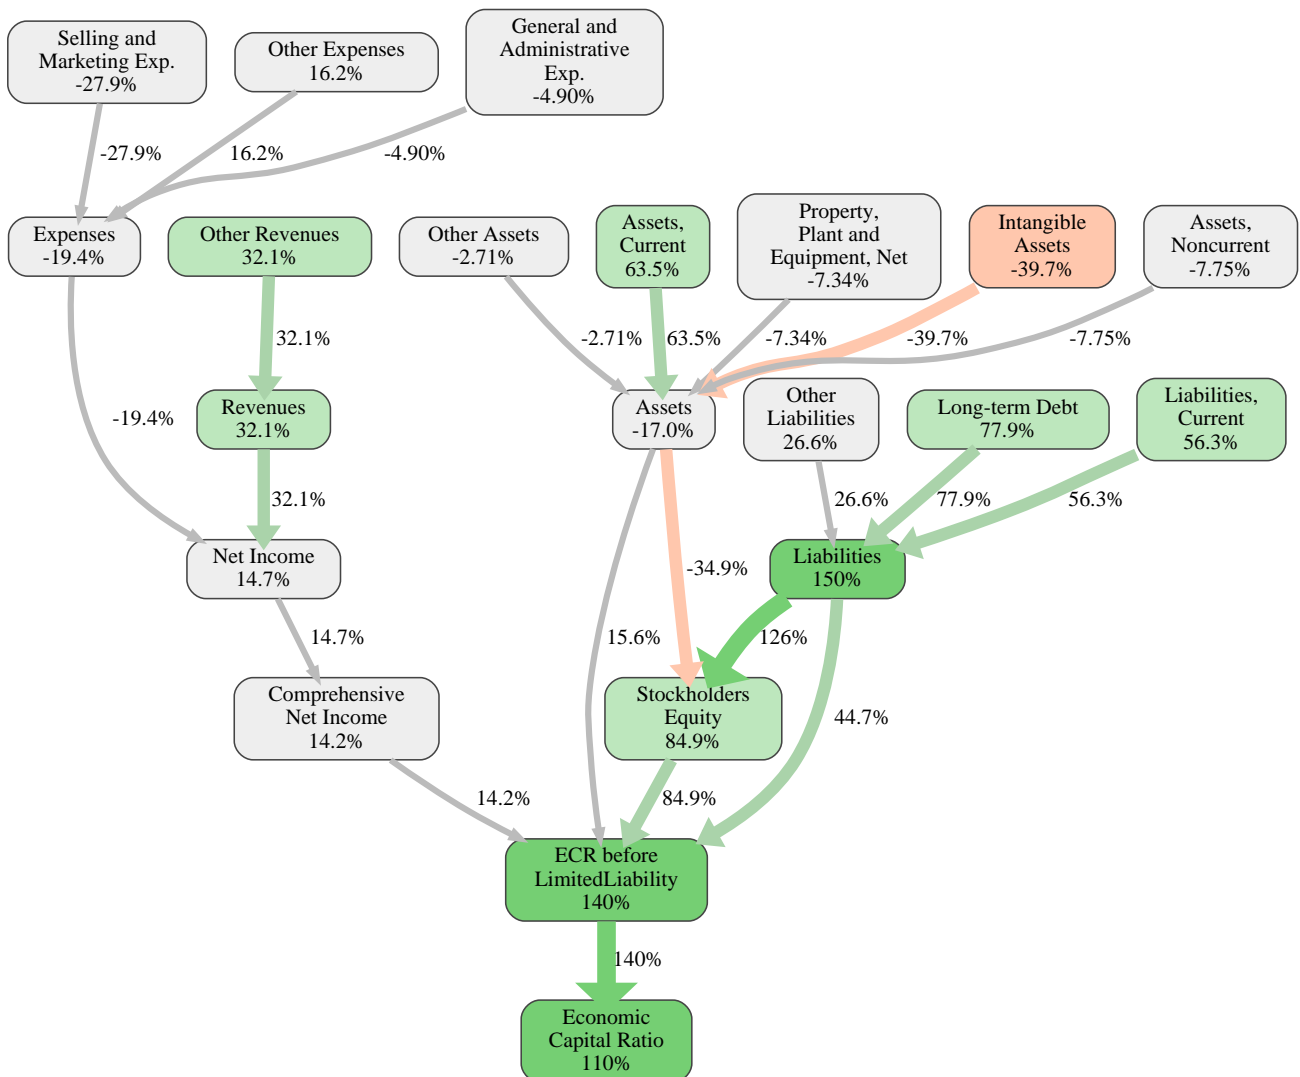 Selling and
Marketing Exp.
-27.9%
Other Expenses
16.2%
General and
Administrative
Exp.
-4.90%
-27.9%
16.2%
-4.90%
Expenses
-19.4%
Other Revenues
32.1%
Other Assets
-2.71%
Assets,
Current
63.5%
Property,
Plant and
Equipment, Net
-7.34%
Intangible
Assets
-39.7%
Assets,
Noncurrent
-7.75%
32.1%
-2.71%
63.5%
-7.34%
-39.7%
-7.75%
-19.4%
Revenues
32.1%
Assets
-17.0%
Other
Liabilities
26.6%
Long-term Debt
77.9%
Liabilities,
Current
56.3%
32.1%
26.6%
77.9%
56.3%
Net Income
14.7%
-34.9%
Liabilities
150%
14.7%
15.6%
126%
Comprehensive
Net Income
14.2%
Stockholders
Equity
84.9%
44.7%
14.2%
84.9%
ECR before
LimitedLiability
140%
140%
Economic
Capital Ratio
110%